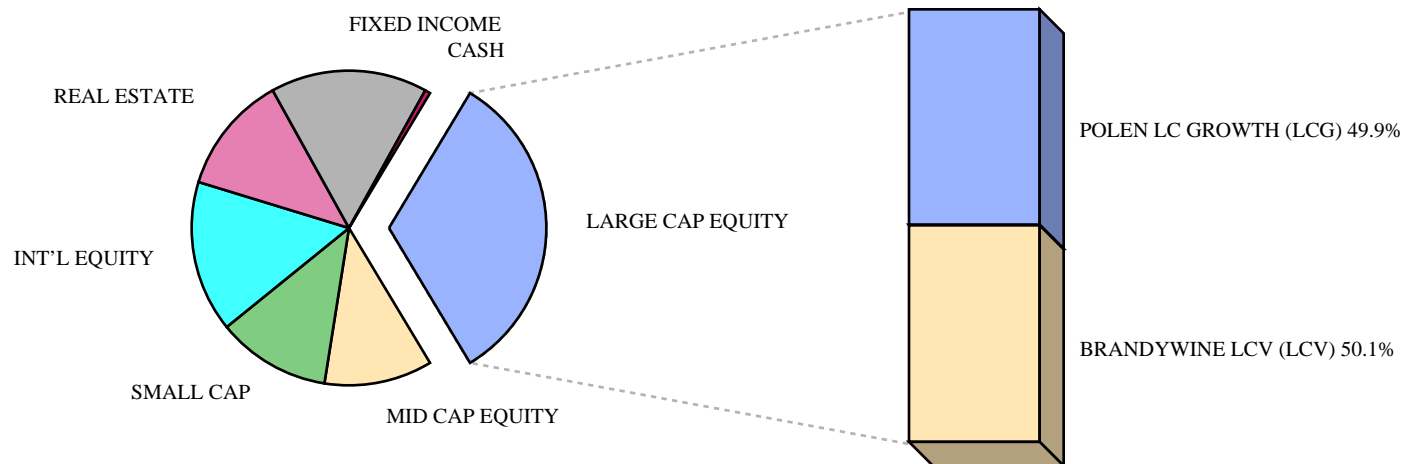 FIXED INCOME
CASH
REAL ESTATE
LARGE CAP EQUITY
INT'L EQUITY
SMALL CAP
MID CAP EQUITY
POLEN LC GROWTH (LCG) 49.9%
BRANDYWINE LCV (LCV) 50.1%